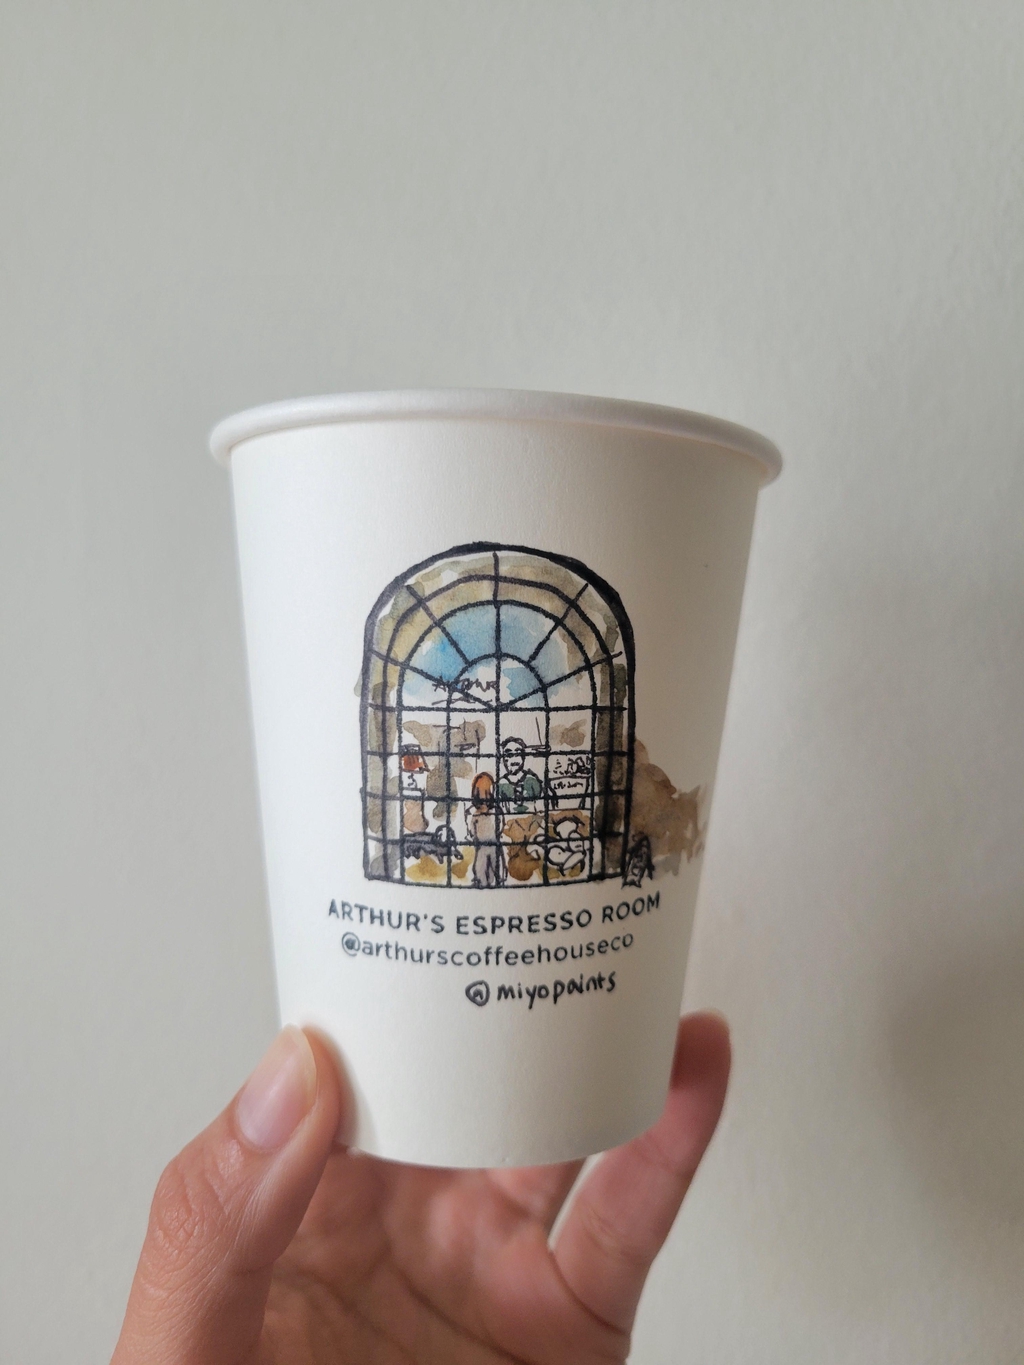 ARTHUR'S ESPRESSO ROOM
@arthurscoffeehouseco
@miyopaints